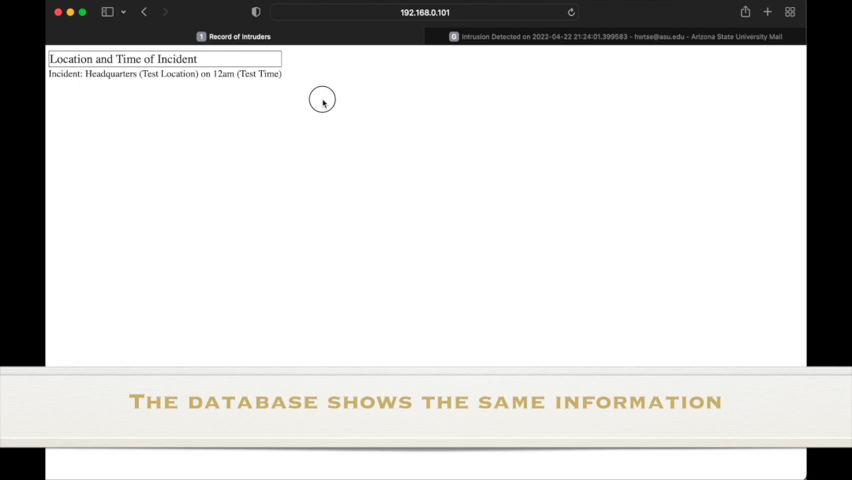 192.168.0.101
1 Record of Intruders
G Intrusion Detected on 2022-04-22 21:24:01.399583 - hwtse@asu.edu - Arizona State University Mail
Location and Time of Incident
Incident: Headquarters (Test Location) on 12am (Test Time)
THE DATABASE SHOWS THE SAME INFORMATION